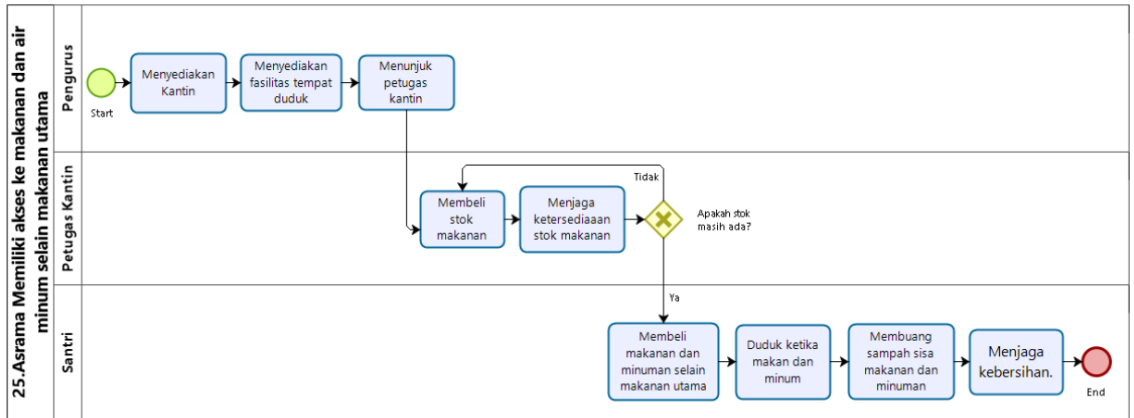 25.Asrama Memiliki akses ke makanan dan air
minum selain makanan utama
Pengurus
Start
Menyediakan
Kantin
Menyediakan
fasilitas tempat
duduk
Menunjuk
petugas
kantin
Petugas Kantin
Membeli
stok
makanan
Menjaga
ketersediaaan
stok makanan
Tidak
Apakah stok
masih ada?
Ya
Santri
Membeli
makanan dan
minuman selain
makanan utama
Duduk ketika
makan dan
minum
Membuang
sampah sisa
makanan dan
minuman
Menjaga
kebersihan.
End